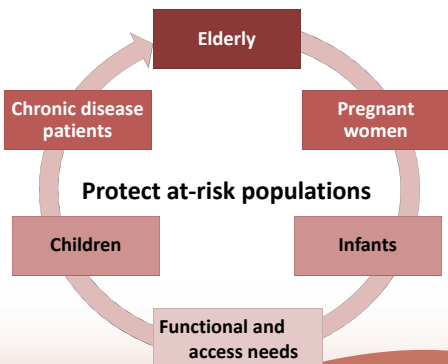 Elderly
Chronic disease
patients
Pregnant
women
Protect at-risk populations
Children
Infants
Functional and
access needs